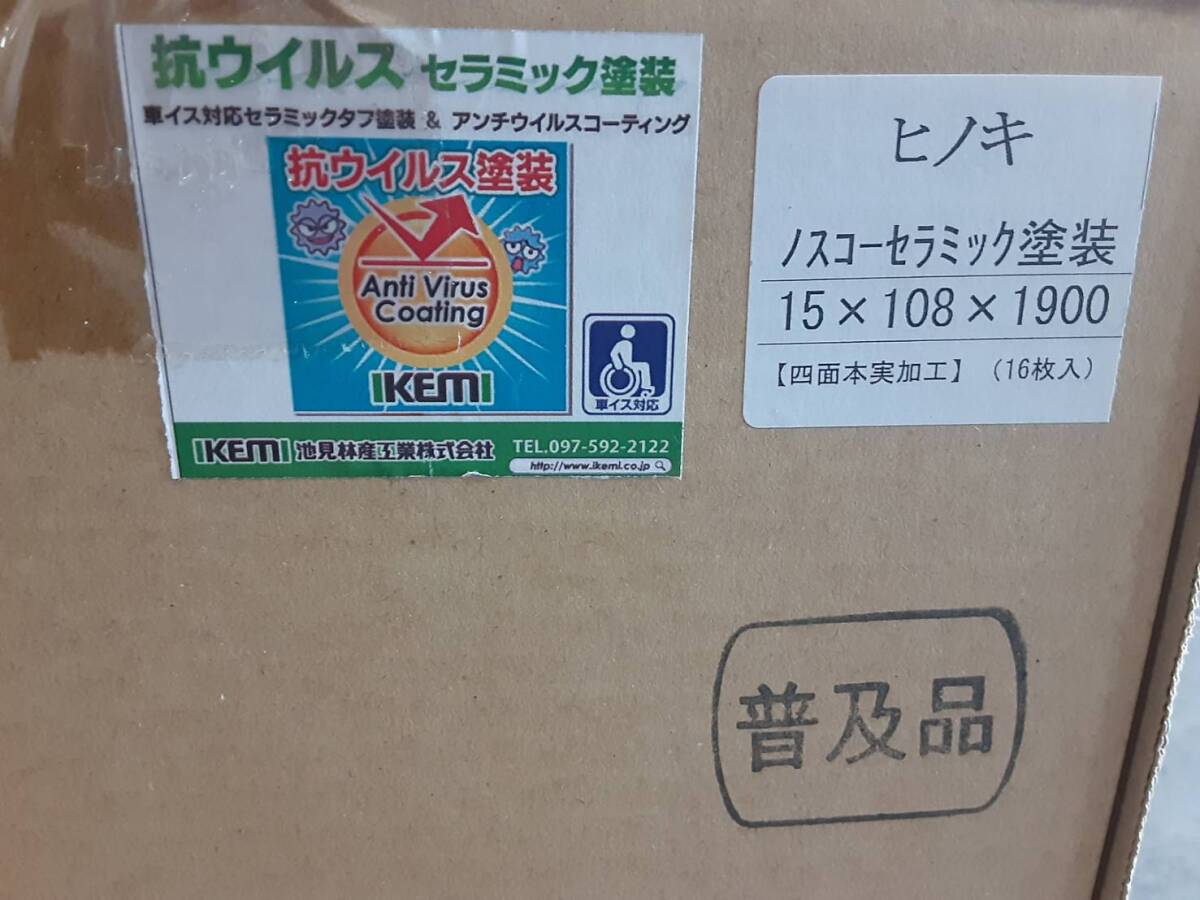 抗ウイルス セラミック塗装
車イス対応セラミックタフ塗装 & アンチウイルスコーティング
抗ウイルス塗装
Anti Virus
Coating
IKEMI
車イス対応
IKEMI 池見林産工業株式会社
TEL.097-592-2122
http://www.ikemi.co.jp
ヒノキ
ノスコーセラミック塗装
15×108×1900
【四面本実加工】 (16枚入)
普及品